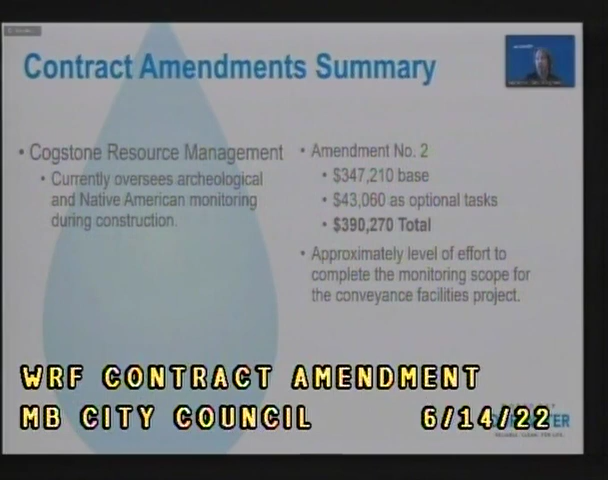 Contract Amendments Summary
• Cogstone Resource Management
• Currently oversees archeological
and Native American monitoring
during construction.
• Amendment No. 2
• $347,210 base
• $43,060 as optional tasks
• $390,270 Total
• Approximately level of effort to
complete the monitoring scope for
the conveyance facilities project.
WRF CONTRACT AMENDMENT
MB CITY COUNCIL 6/14/22